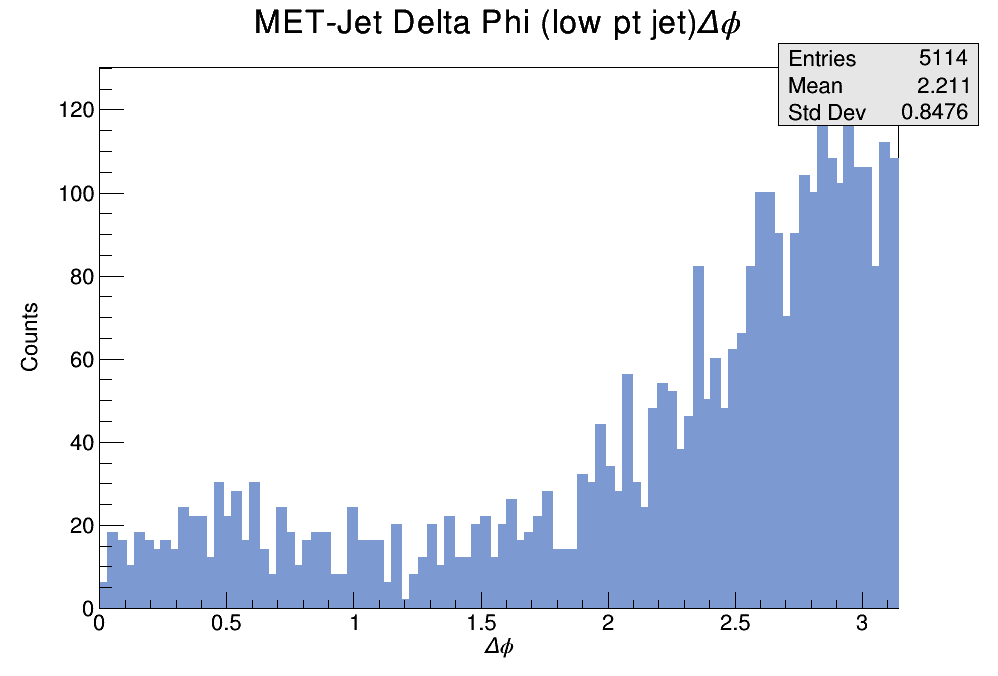 MET-Jet Delta Phi (low pt jet)Δϕ
Entries 5114
Mean 2.211
Std Dev 0.8476
120
100
80
60
40
20
0
Counts
0 0.5 1 1.5 2 2.5 3
Δϕ